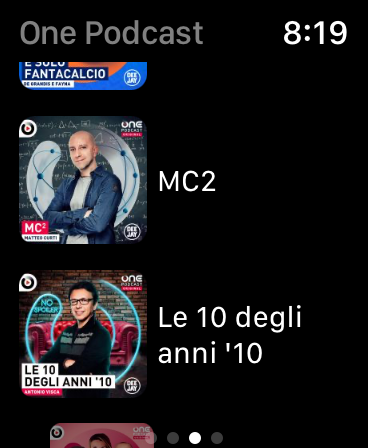 One Podcast
8:19
E SOLO
FANTACALCIO
DE GRANDIS E FAYNA
DEE
JAY
ONE
PODCAST
ORIGINAL
MC2
MC²
MATTEO CURTI
DEE
JAY
ONE
PODCAST
ORIGINAL
NO
SPOILER
Le 10 degli
anni '10
LE 10
DEGLI ANNI '10
ANTONIO VISCA
DEE
JAY
ONE